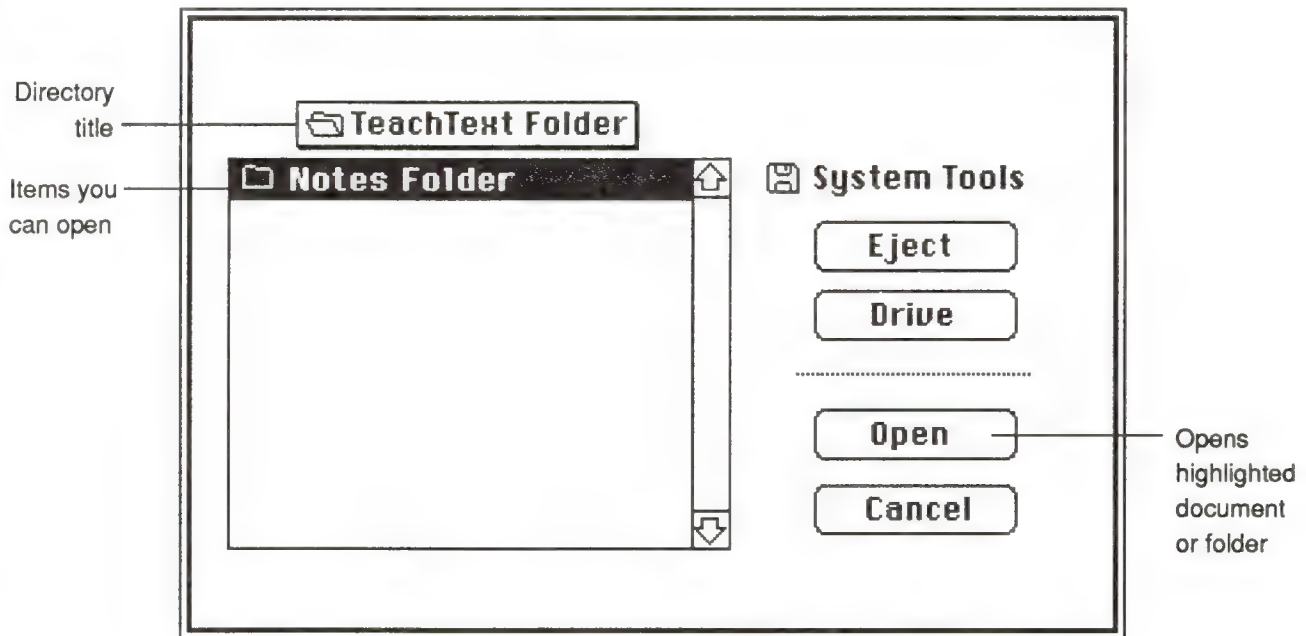 Directory
title
TeachText Folder
Items you
can open
Notes Folder
System Tools
Eject
Drive
Open
Cancel
Opens
highlighted
document
or folder